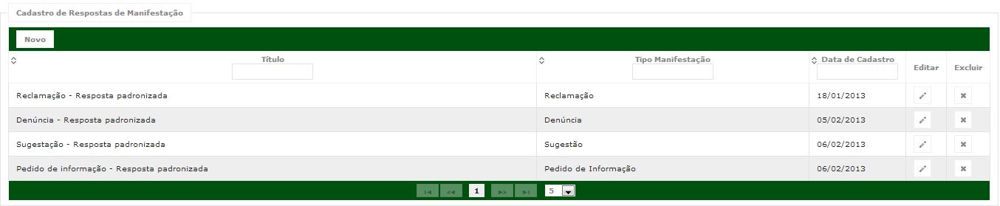 Cadastro de Respostas de Manifestação
Novo
Título Tipo Manifestação Data de Cadastro Editar Excluir
Reclamação - Resposta padronizada Reclamação 18/01/2013
Denúncia - Resposta padronizada Denúncia 05/02/2013
Sugestação - Resposta padronizada Sugestão 06/02/2013
Pedido de informação - Resposta padronizada Pedido de Informação 06/02/2013
1 5